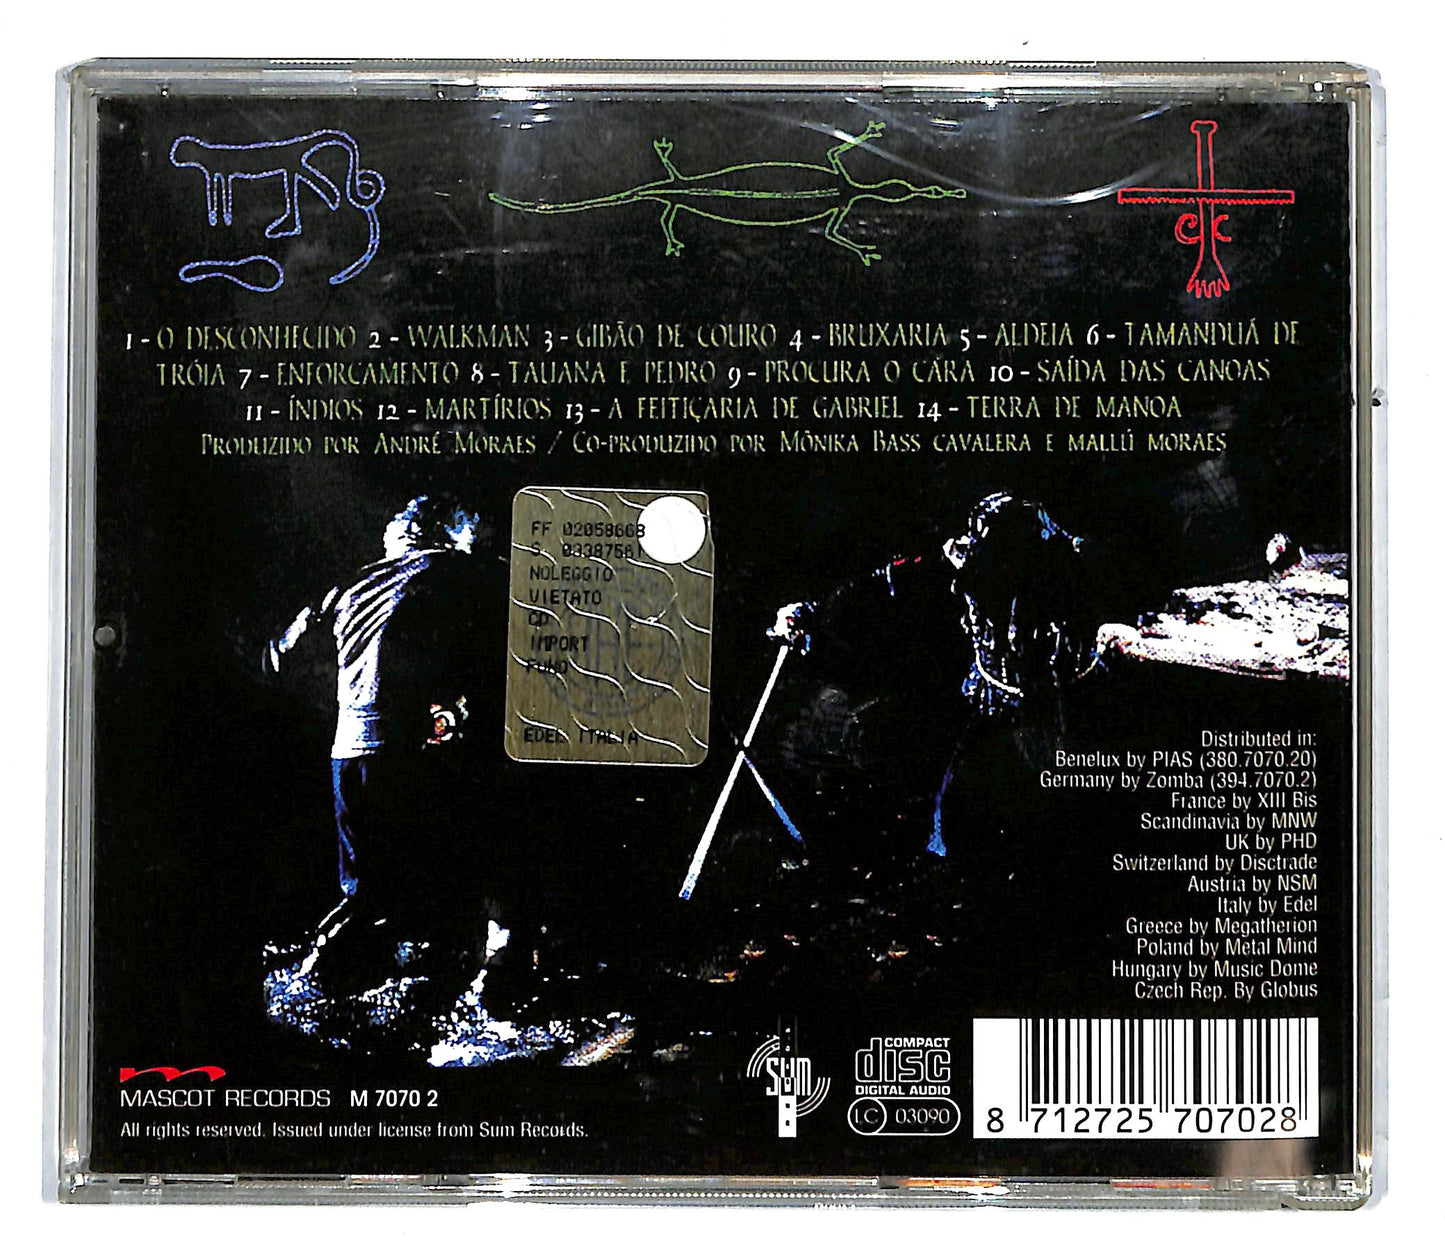 1 - O DESCONHECIDO 2 - WALKMAN 3 - GIBÃO DE COURO 4 - BRUXARIA 5 - ALDEIA 6 - TAMANDUÁ DE
TRÓIA 7 - ENFORCAMENTO 8 - TAUANA E PEDRO 9 - PROCURA O CARA 10 - SAÍDA DAS CANOAS
11 - ÍNDIOS 12 - MARTÍRIOS 13 - A FEITIÇARIA DE GABRIEL 14 - TERRA DE MANOA
PRODUZIDO POR ANDRÉ MORAES / CO-PRODUZIDO POR MÔNIKA BASS CAVALERA E MALLÚ MORAES
FF 02058668
S 03387561
NOLEGGIO
VIETATO
CD
IMPORT
EDEL ITALIA
Distributed in:
Benelux by PIAS (380.7070.20)
Germany by Zomba (394.7070.2)
France by XIII Bis
Scandinavia by MNW
UK by PHD
Switzerland by Disctrade
Austria by NSM
Italy by Edel
Greece by Megatherion
Poland by Metal Mind
Hungary by Music Dome
Czech Rep. By Globus
MASCOT RECORDS M 7070 2
All rights reserved. Issued under license from Sum Records.
SUM
COMPACT
disc
DIGITAL AUDIO
LC 03090
8 712725 707028